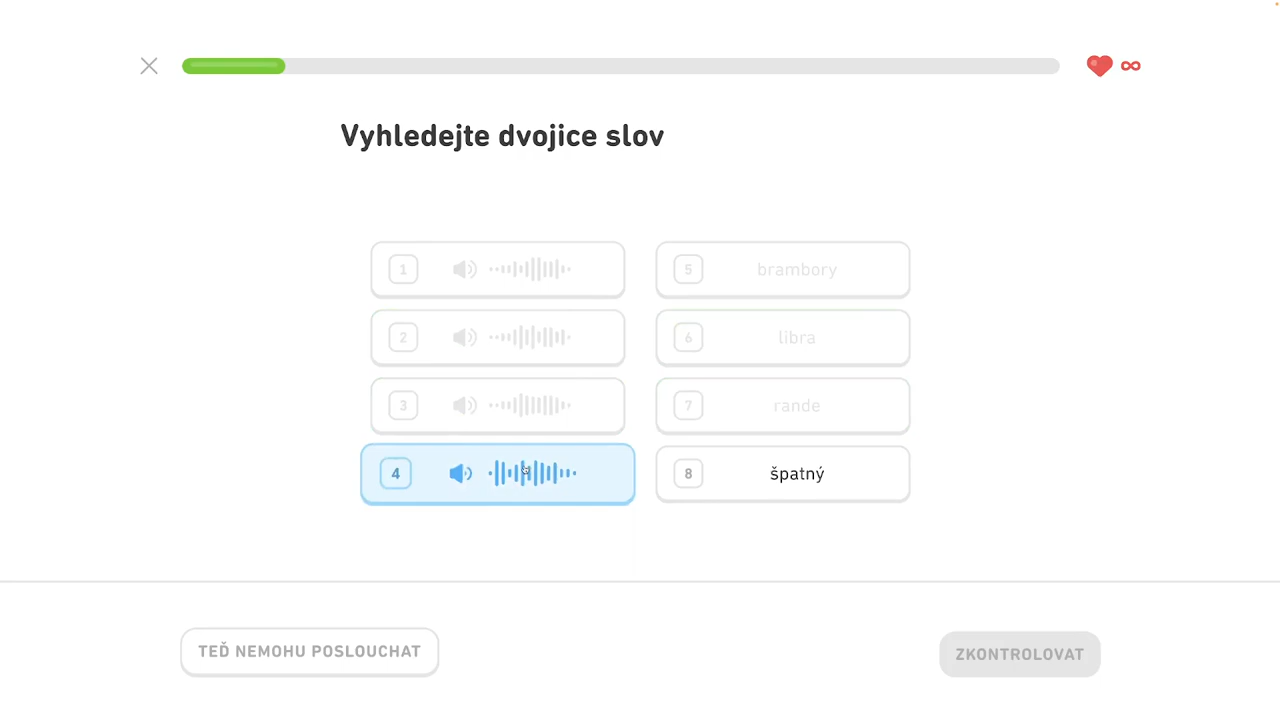 ∞
Vyhledejte dvojice slov
1
5 brambory
2
6 libra
3
7 rande
4
8 špatný
TEĎ NEMOHU POSLOUCHAT
ZKONTROLOVAT